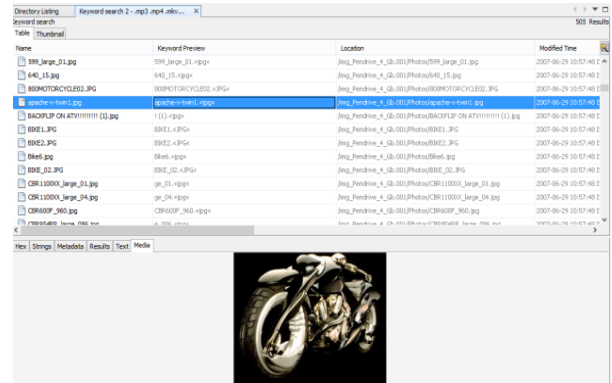 Directory Listing Keyword search 2 - .mp3 .mp4 .mkv... X
Keyword search 505 Results
Table Thumbnail
Name Keyword Preview Location Modified Time
599_large_01.jpg 599_large_01.«jpg« /img_Pendrive_4_Gb.001/Photos/599_large_01.jpg 2007-06-29 10:57:48
640_15.jpg 640_15.«jpg« /img_Pendrive_4_Gb.001/Photos/640_15.jpg 2007-06-29 10:57:48
800MOTORCYCLE02.JPG 800MOTORCYCLE02.«JPG« /img_Pendrive_4_Gb.001/Photos/800MOTORCYCLE02.JPG 2007-06-29 10:57:48
apache-v-twin1.jpg apache-v-twin1.«jpg« /img_Pendrive_4_Gb.001/Photos/apache-v-twin1.jpg 2007-06-29 10:57:48
BACKFLIP ON ATV!!!!!!!!! (1).jpg ! (1).«jpg« /img_Pendrive_4_Gb.001/Photos/BACKFLIP ON ATV!!!!!!!!! (1).jpg 2007-06-29 10:57:48
BIKE1.JPG BIKE1.«JPG« /img_Pendrive_4_Gb.001/Photos/BIKE1.JPG 2007-06-29 10:57:48
BIKE2.JPG BIKE2.«JPG« /img_Pendrive_4_Gb.001/Photos/BIKE2.JPG 2007-06-29 10:57:48
Bike6.jpg Bike6.«jpg« /img_Pendrive_4_Gb.001/Photos/Bike6.jpg 2007-06-29 10:57:48
BIKE_02.JPG BIKE_02.«JPG« /img_Pendrive_4_Gb.001/Photos/BIKE_02.JPG 2007-06-29 10:57:48
CBR1100XX_large_01.jpg ge_01.«jpg« /img_Pendrive_4_Gb.001/Photos/CBR1100XX_large_01.jpg 2007-06-29 10:57:48
CBR1100XX_large_04.jpg ge_04.«jpg« /img_Pendrive_4_Gb.001/Photos/CBR1100XX_large_04.jpg 2007-06-29 10:57:48
CBR600F_960.jpg CBR600F_960.«jpg« /img_Pendrive_4_Gb.001/Photos/CBR600F_960.jpg 2007-06-29 10:57:48
Hex Strings Metadata Results Text Media